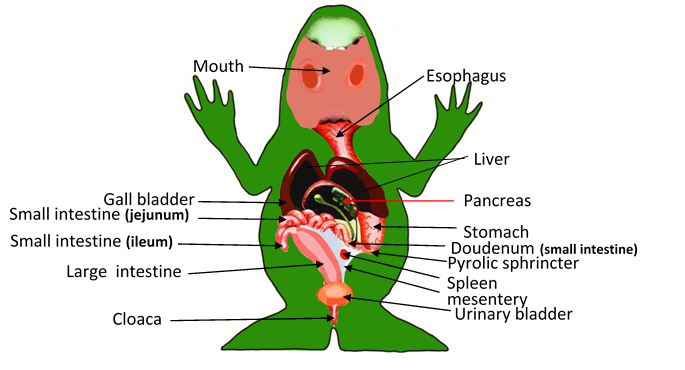 Mouth
Esophagus
Liver
Gall bladder
Pancreas
Small intestine (jejunum)
Stomach
Small intestine (ileum)
Doudenum (small intestine)
Pyrolic sphrincter
Large intestine
Spleen
mesentery
Urinary bladder
Cloaca